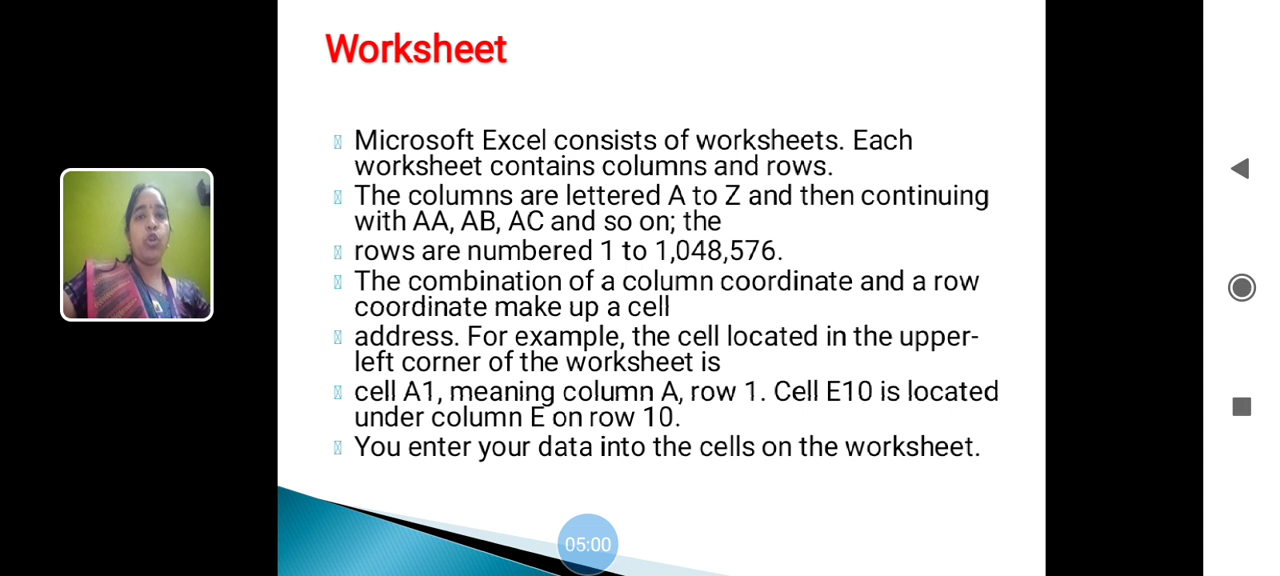 Worksheet
Microsoft Excel consists of worksheets. Each
worksheet contains columns and rows.
The columns are lettered A to Z and then continuing
with AA, AB, AC and so on; the
rows are numbered 1 to 1,048,576.
The combination of a column coordinate and a row
coordinate make up a cell
address. For example, the cell located in the upper-
left corner of the worksheet is
cell A1, meaning column A, row 1. Cell E10 is located
under column E on row 10.
You enter your data into the cells on the worksheet.
05:00